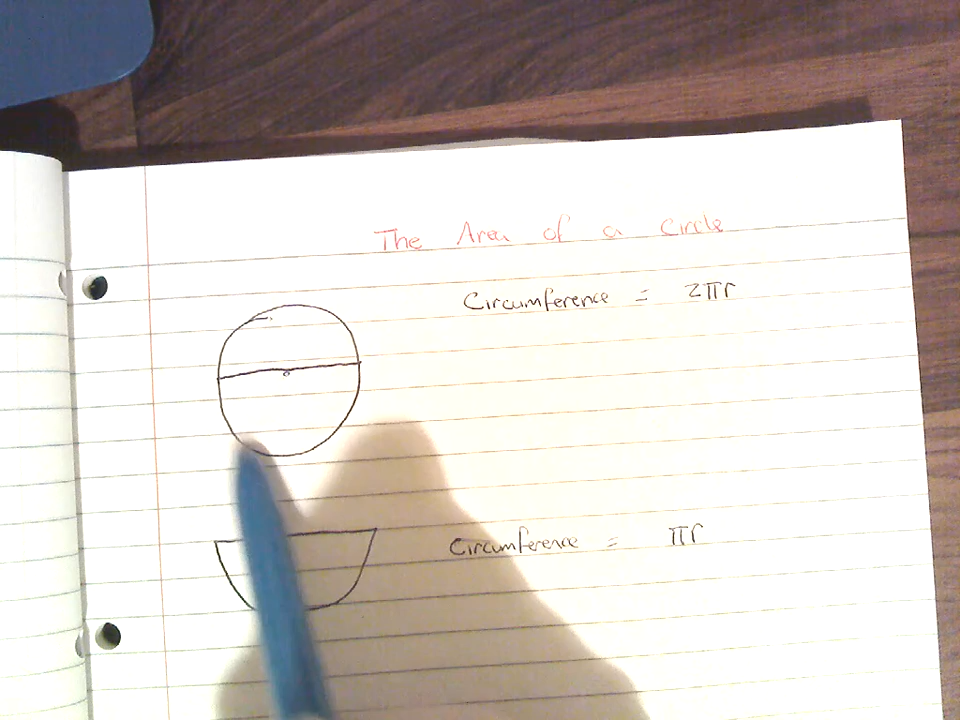 The Area of a Circle
Circumference = 2πr
Circumference = πr